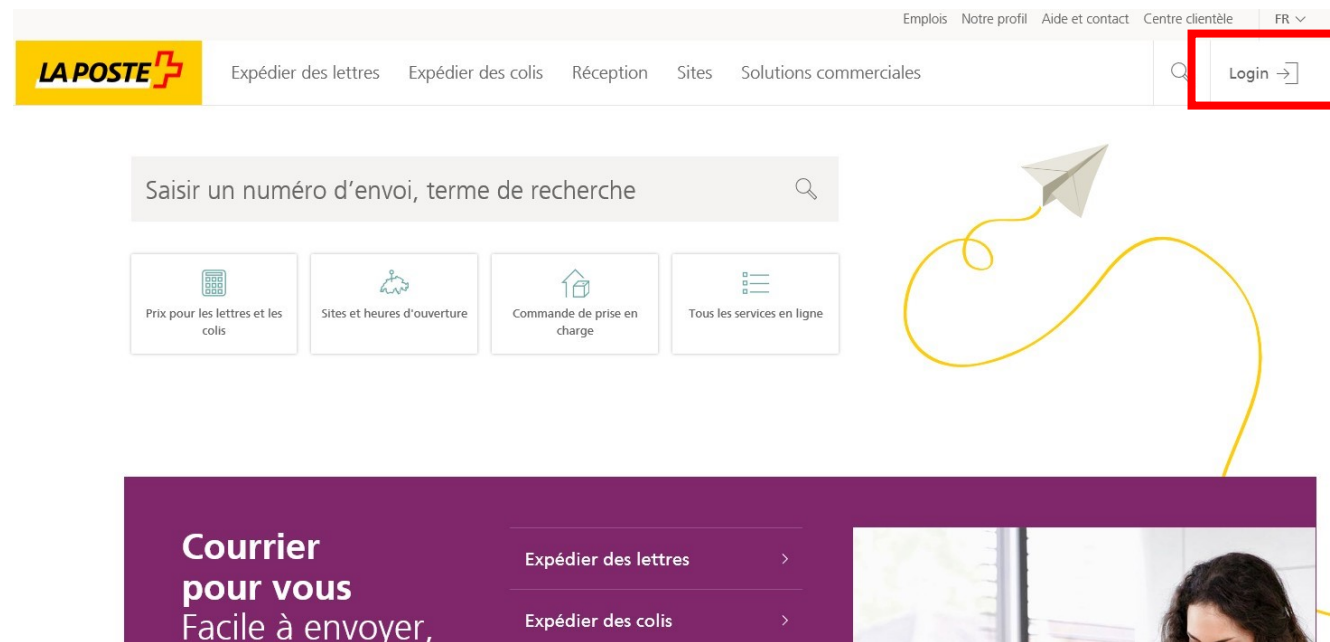 Emplois Notre profil Aide et contact Centre clientèle FR
LA POSTE
Expédier des lettres Expédier des colis Réception Sites Solutions commerciales
Login
Saisir un numéro d’envoi, terme de recherche
Prix pour les lettres et les
colis
Sites et heures d'ouverture
Commande de prise en
charge
Tous les services en ligne
Courrier
pour vous
Facile à envoyer,
Expédier des lettres
Expédier des colis